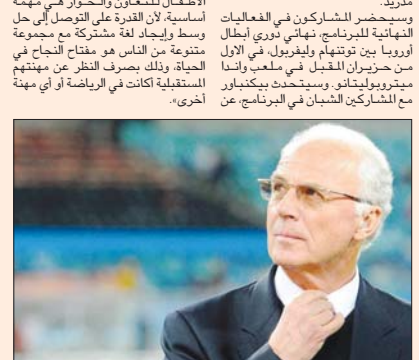 مدريد.
وسيحضر المشاركون في الفعاليات
النهائية للبرنامج، نهائي دوري أبطال
أوروبا بين توتنهام وليفربول، في الاول
من حزيران المقبل في ملعب واندا
ميتروبوليتانو. وسيتحدث بيكنباور
مع المشاركين الشبان في البرنامج، عن
الأطفال للتعاون والحوار هي مهمة
أساسية، لأن القدرة على التوصل إلى حل
وسط وإيجاد لغة مشتركة مع مجموعة
متنوعة من الناس هو مفتاح النجاح في
الحياة، وذلك بصرف النظر عن مهنتهم
المستقبلية أكانت في الرياضة أو أي مهنة
أخرى».